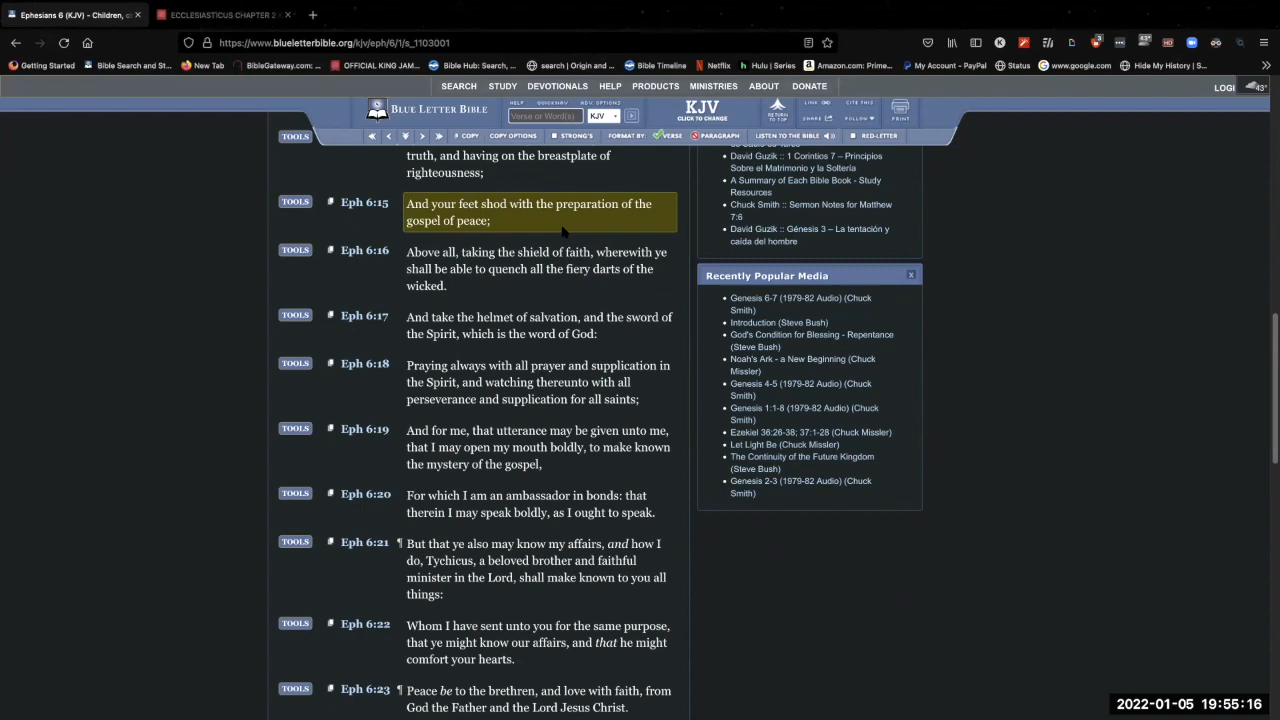 Ephesians 6 (KJV) - Children, o
ECCLESIASTICUS CHAPTER 2
https://www.blueletterbible.org/kjv/eph/6/1/s_1103001
Getting Started
Bible Search and St...
New Tab
BibleGateway.com:...
OFFICIAL KING JAM...
Bible Hub: Search,...
search | Origin and ...
Bible Timeline
Netflix
Hulu | Series
Amazon.com: Prime...
My Account - PayPal
Status
www.google.com
Hide My History | S...
SEARCH STUDY DEVOTIONALS HELP PRODUCTS MINISTRIES ABOUT DONATE
LOGI
43°
BLUE LETTER BIBLE
HELP QUICKNAV ADV. OPTIONS
Verse or Word(s) KJV
KJV
CLICK TO CHANGE
RETURN
TO TOP
LINK
SHARE
CITE THIS
FOLLOW
PRINT
COPY COPY OPTIONS STRONG'S FORMAT BY: VERSE PARAGRAPH LISTEN TO THE BIBLE RED-LETTER
TOOLS
truth, and having on the breastplate of
righteousness;
TOOLS Eph 6:15 And your feet shod with the preparation of the
gospel of peace;
TOOLS Eph 6:16 Above all, taking the shield of faith, wherewith ye
shall be able to quench all the fiery darts of the
wicked.
TOOLS Eph 6:17 And take the helmet of salvation, and the sword of
the Spirit, which is the word of God:
TOOLS Eph 6:18 Praying always with all prayer and supplication in
the Spirit, and watching thereunto with all
perseverance and supplication for all saints;
TOOLS Eph 6:19 And for me, that utterance may be given unto me,
that I may open my mouth boldly, to make known
the mystery of the gospel,
TOOLS Eph 6:20 For which I am an ambassador in bonds: that
therein I may speak boldly, as I ought to speak.
TOOLS Eph 6:21 ¶ But that ye also may know my affairs, and how I
do, Tychicus, a beloved brother and faithful
minister in the Lord, shall make known to you all
things:
TOOLS Eph 6:22 Whom I have sent unto you for the same purpose,
that ye might know our affairs, and that he might
comfort your hearts.
TOOLS Eph 6:23 ¶ Peace be to the brethren, and love with faith, from
God the Father and the Lord Jesus Christ.
David Guzik :: 1 Corintios 7 – Principios
Sobre el Matrimonio y la Soltería
A Summary of Each Bible Book - Study
Resources
Chuck Smith :: Sermon Notes for Matthew
7:6
David Guzik :: Génesis 3 – La tentación y
caída del hombre
Recently Popular Media
Genesis 6-7 (1979-82 Audio) (Chuck
Smith)
Introduction (Steve Bush)
God's Condition for Blessing - Repentance
(Steve Bush)
Noah's Ark - a New Beginning (Chuck
Missler)
Genesis 4-5 (1979-82 Audio) (Chuck
Smith)
Genesis 1:1-8 (1979-82 Audio) (Chuck
Smith)
Ezekiel 36:26-38; 37:1-28 (Chuck Missler)
Let Light Be (Chuck Missler)
The Continuity of the Future Kingdom
(Steve Bush)
Genesis 2-3 (1979-82 Audio) (Chuck
Smith)
2022-01-05 19:55:16